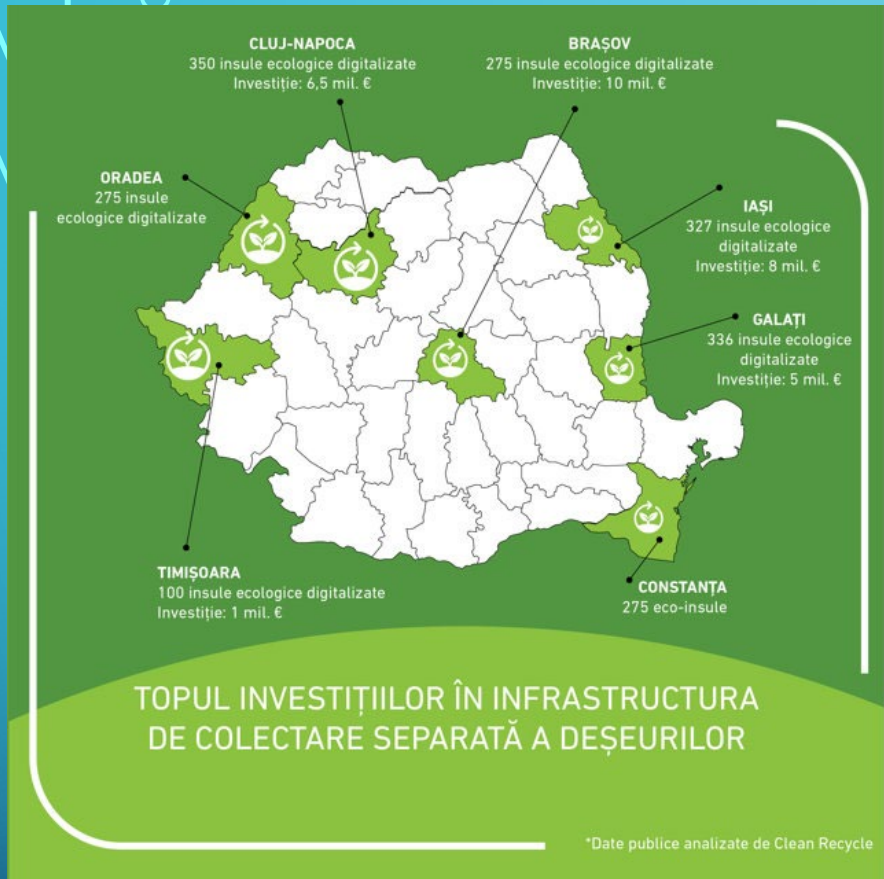 CLUJ-NAPOCA
350 insule ecologice digitalizate
Investiție: 6,5 mil. €
BRAȘOV
275 insule ecologice digitalizate
Investiție: 10 mil. €
ORADEA
275 insule
ecologice digitalizate
IAȘI
327 insule ecologice
digitalizate
Investiție: 8 mil. €
GALAȚI
336 insule ecologice
digitalizate
Investiție: 5 mil. €
TIMIȘOARA
100 insule ecologice digitalizate
Investiție: 1 mil. €
CONSTANȚA
275 eco-insule
TOPUL INVESTIȚIILOR ÎN INFRASTRUCTURA
DE COLECTARE SEPARATĂ A DEȘEURILOR
*Date publice analizate de Clean Recycle